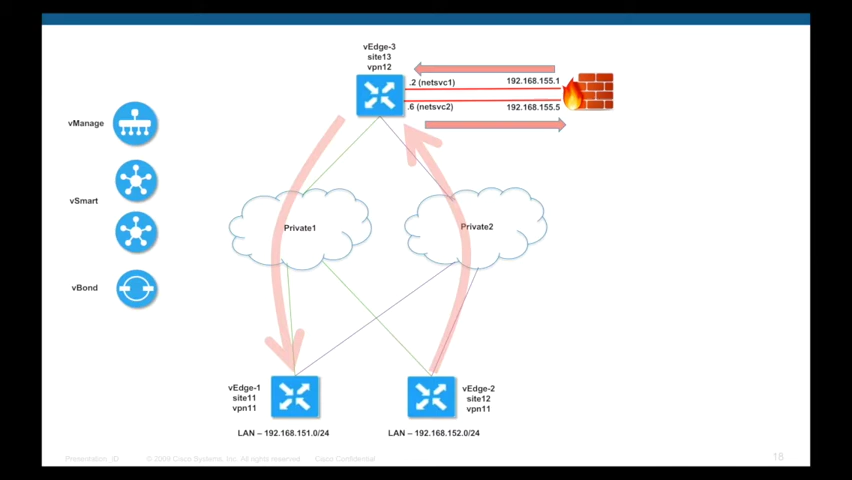 vEdge-3
site13
vpn12
.2 (netsvc1)
192.168.155.1
.6 (netsvc2)
192.168.155.5
vManage
vSmart
vBond
Private1
Private2
vEdge-1
site11
vpn11
LAN – 192.168.151.0/24
vEdge-2
site12
vpn11
LAN – 192.168.152.0/24
Presentation_ID
© 2009 Cisco Systems, Inc. All rights reserved.
Cisco Confidential
18